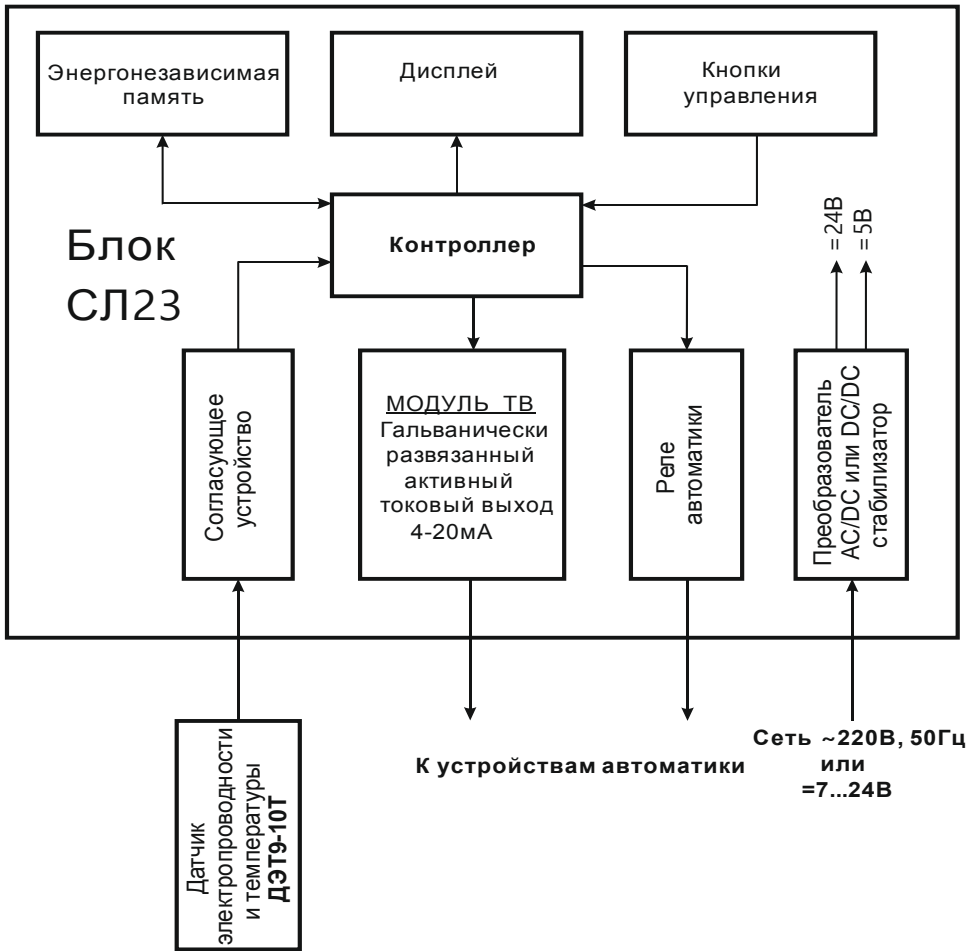 Энергонезависимая
память
Дисплей
Кнопки
управления
Контроллер
=24В
=5В
Блок
СЛ23
Согласующее
устройство
МОДУЛЬ ТВ
Гальванически
развязанный
активный
токовый выход
4-20мА
Реле
автоматики
Преобразователь
AC/DC или DC/DC
стабилизатор
Датчик
электропроводности
и температуры
ДЭТ9-10Т
К устройствам автоматики
Сеть ~220В, 50Гц
или
=7...24В